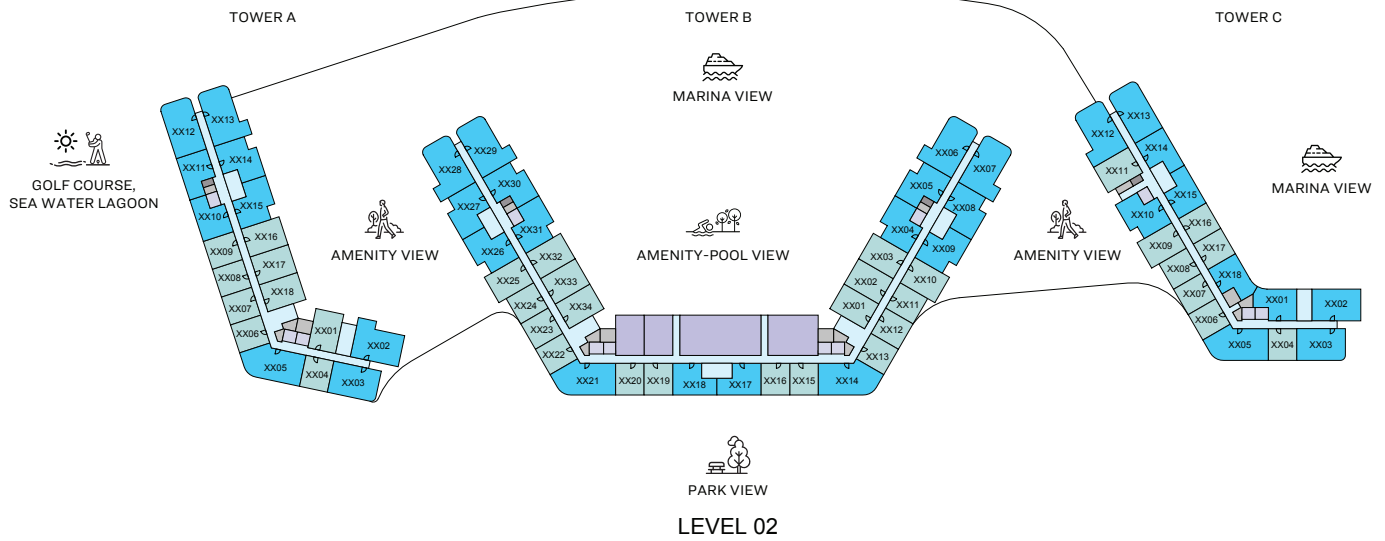 TOWER A
TOWER B
TOWER C
MARINA VIEW
GOLF COURSE,
SEA WATER LAGOON
AMENITY VIEW
AMENITY-POOL VIEW
AMENITY VIEW
MARINA VIEW
XX12
XX13
XX11
XX14
XX10
XX15
XX09
XX16
XX08
XX17
XX07
XX18
XX06
XX01
XX02
XX05
XX04
XX03
XX28
XX29
XX27
XX30
XX26
XX31
XX25
XX32
XX24
XX33
XX23
XX34
XX22
XX21
XX20
XX19
XX18
XX17
XX16
XX15
XX14
XX06
XX07
XX05
XX08
XX04
XX09
XX03
XX10
XX02
XX11
XX01
XX12
XX13
XX12
XX13
XX11
XX14
XX10
XX15
XX09
XX16
XX08
XX17
XX07
XX18
XX06
XX01
XX02
XX05
XX04
XX03
PARK VIEW
LEVEL 02